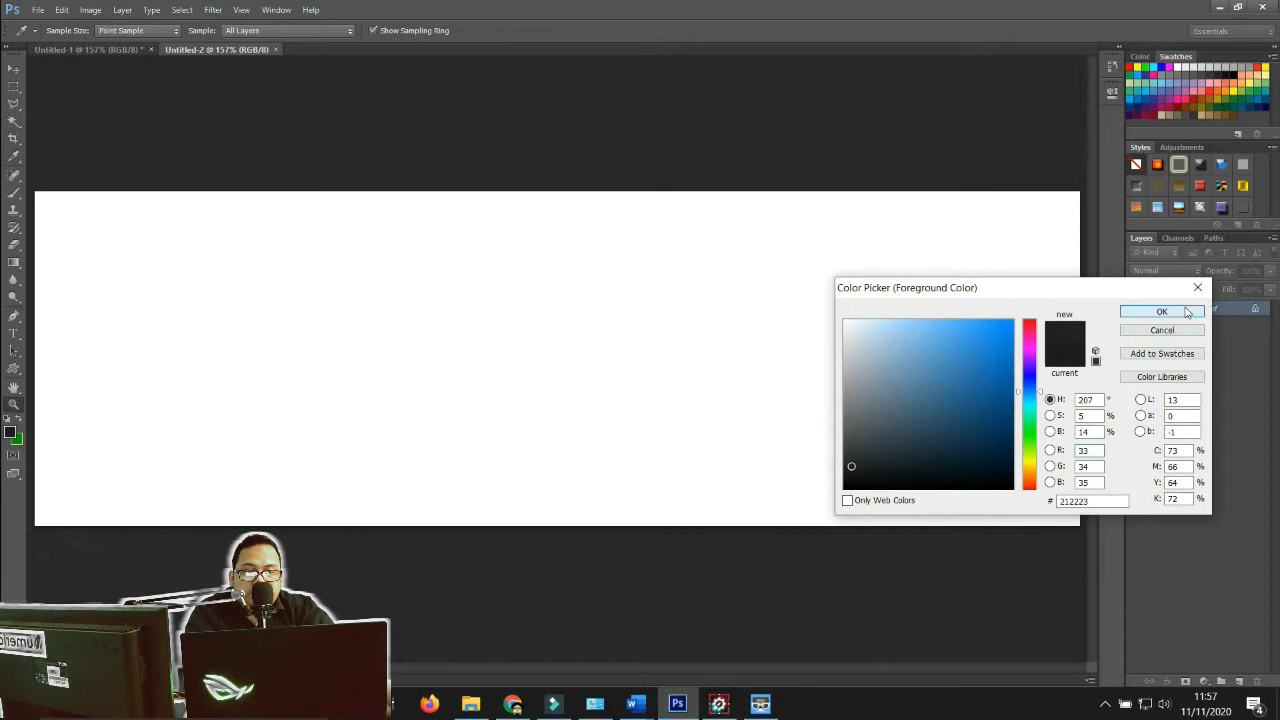 Ps File Edit Image Layer Type Select Filter View Window Help
Sample Size: Point Sample Sample: All Layers Show Sampling Ring Essentials
Untitled-1 @ 157% (RGB/8) * × Untitled-2 @ 157% (RGB/8) ×
Color Swatches
Styles Adjustments
Layers Channels Paths
Kind
Normal Opacity: 100%
Fill: 100%
Color Picker (Foreground Color)
new
current
OK
Cancel
Add to Swatches
Color Libraries
H: 207 °
S: 5 %
B: 14 %
R: 33
G: 34
B: 35
L: 13
a: 0
b: -1
C: 73 %
M: 66 %
Y: 64 %
K: 72 %
# 212223
Only Web Colors
Ps
11:57
11/11/2020
4